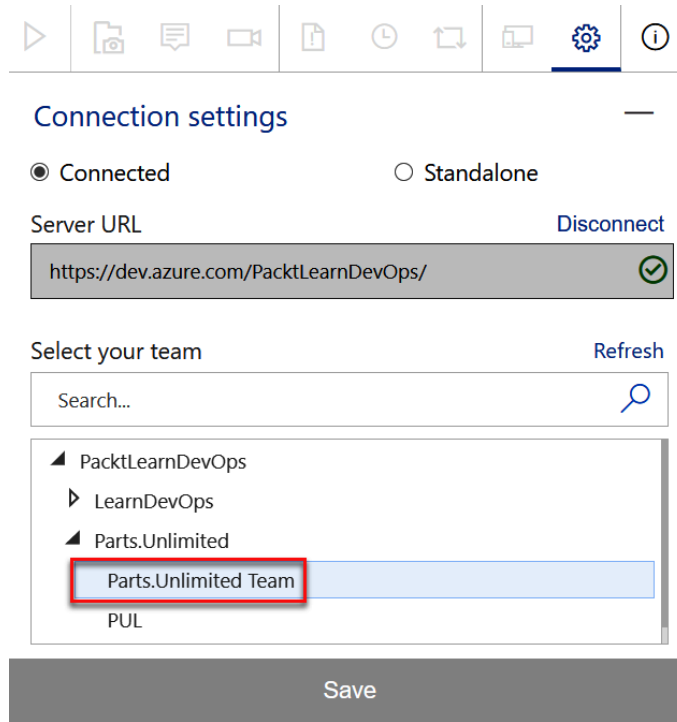 Connection settings
Connected Standalone
Server URL Disconnect
https://dev.azure.com/PacktLearnDevOps/
Select your team Refresh
Search...
PacktLearnDevOps
LearnDevOps
Parts.Unlimited
Parts.Unlimited Team
PUL
Save